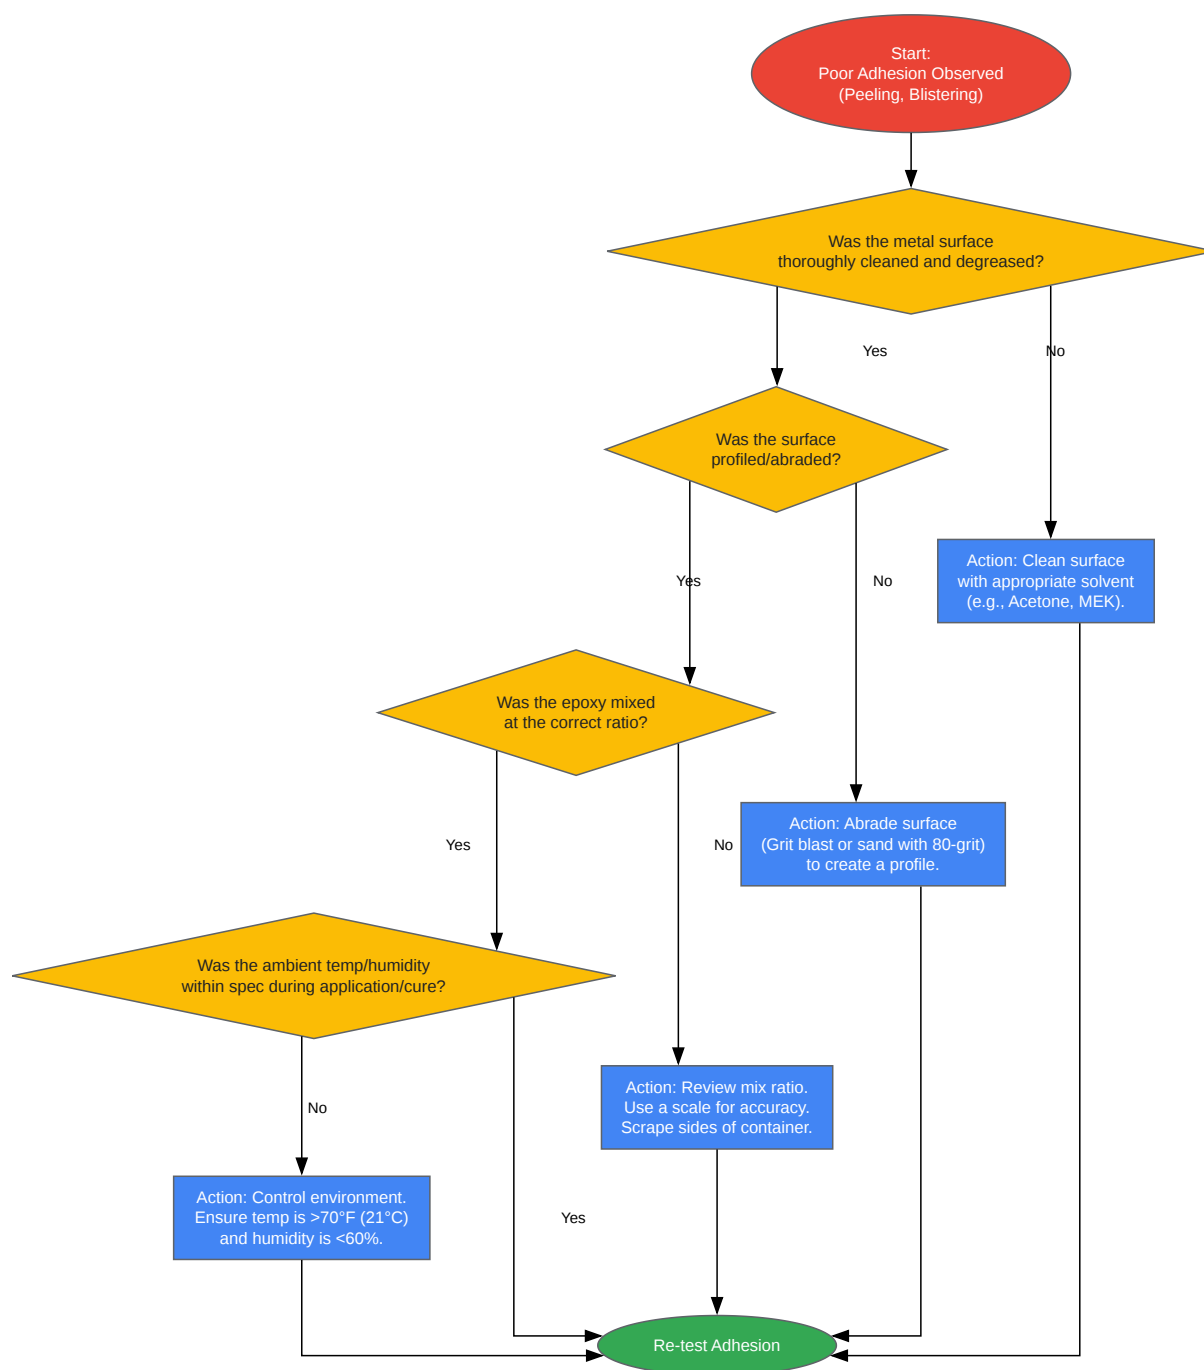 Start:
Poor Adhesion Observed
(Peeling, Blistering)
Was the metal surface
thoroughly cleaned and degreased?
Yes
No
Was the surface
profiled/abraded?
Action: Clean surface
with appropriate solvent
(e.g., Acetone, MEK).
Yes
No
Was the epoxy mixed
at the correct ratio?
Action: Abrade surface
(Grit blast or sand with 80-grit)
to create a profile.
Yes
No
Was the ambient temp/humidity
within spec during application/cure?
Action: Review mix ratio.
Use a scale for accuracy.
Scrape sides of container.
No
Action: Control environment.
Ensure temp is >70°F (21°C)
and humidity is <60%.
Yes
Re-test Adhesion